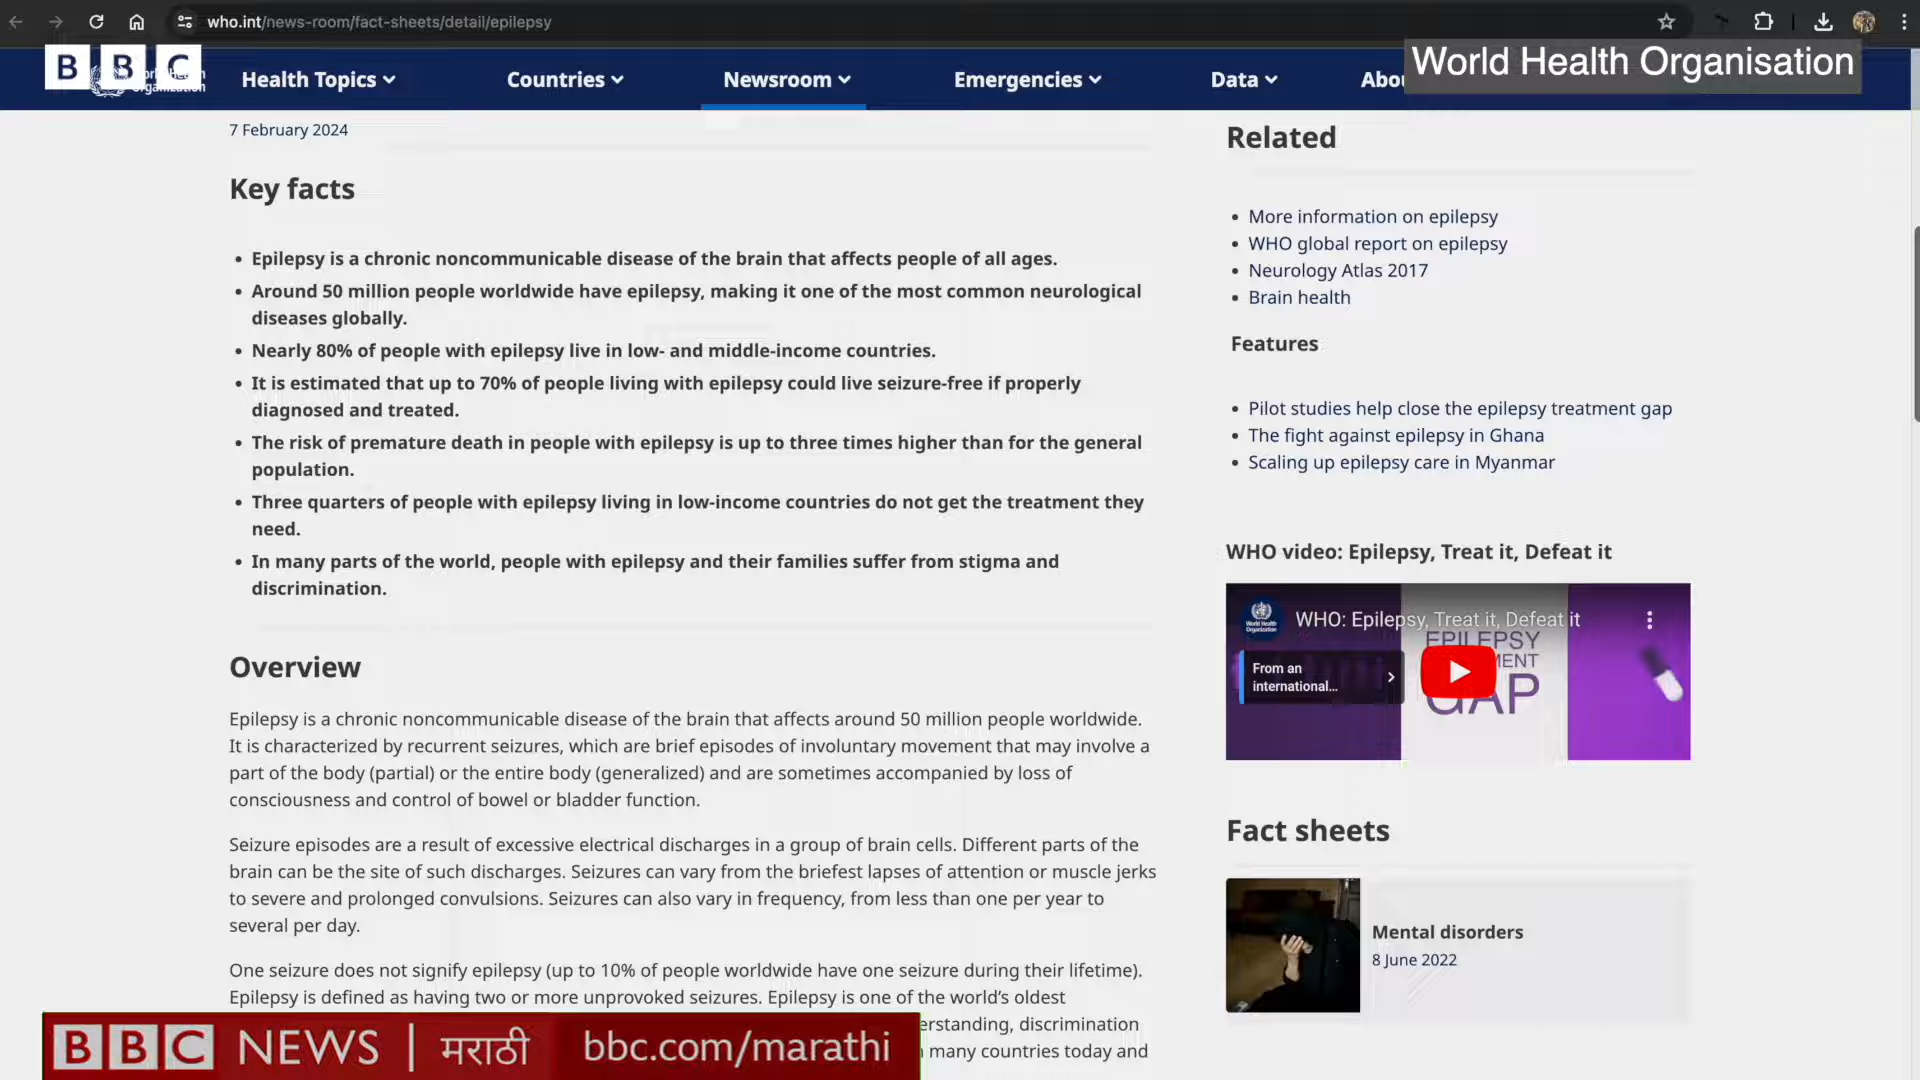 who.int/news-room/fact-sheets/detail/epilepsy
BBC
Health Topics
Countries
Newsroom
Emergencies
Data
Abou
World Health Organisation
7 February 2024
Key facts
Epilepsy is a chronic noncommunicable disease of the brain that affects people of all ages.
Around 50 million people worldwide have epilepsy, making it one of the most common neurological
diseases globally.
Nearly 80% of people with epilepsy live in low- and middle-income countries.
It is estimated that up to 70% of people living with epilepsy could live seizure-free if properly
diagnosed and treated.
The risk of premature death in people with epilepsy is up to three times higher than for the general
population.
Three quarters of people with epilepsy living in low-income countries do not get the treatment they
need.
In many parts of the world, people with epilepsy and their families suffer from stigma and
discrimination.
Overview
Epilepsy is a chronic noncommunicable disease of the brain that affects around 50 million people worldwide.
It is characterized by recurrent seizures, which are brief episodes of involuntary movement that may involve a
part of the body (partial) or the entire body (generalized) and are sometimes accompanied by loss of
consciousness and control of bowel or bladder function.
Seizure episodes are a result of excessive electrical discharges in a group of brain cells. Different parts of the
brain can be the site of such discharges. Seizures can vary from the briefest lapses of attention or muscle jerks
to severe and prolonged convulsions. Seizures can also vary in frequency, from less than one per year to
several per day.
One seizure does not signify epilepsy (up to 10% of people worldwide have one seizure during their lifetime).
Epilepsy is defined as having two or more unprovoked seizures. Epilepsy is one of the world's oldest
erstanding, discrimination
many countries today and
Related
More information on epilepsy
WHO global report on epilepsy
Neurology Atlas 2017
Brain health
Features
Pilot studies help close the epilepsy treatment gap
The fight against epilepsy in Ghana
Scaling up epilepsy care in Myanmar
WHO video: Epilepsy, Treat it, Defeat it
WHO: Epilepsy, Treat it, Defeat it
EPILEPSY
MENT
GAP
From an
international...
Fact sheets
Mental disorders
8 June 2022
BBC NEWS | मराठी bbc.com/marathi